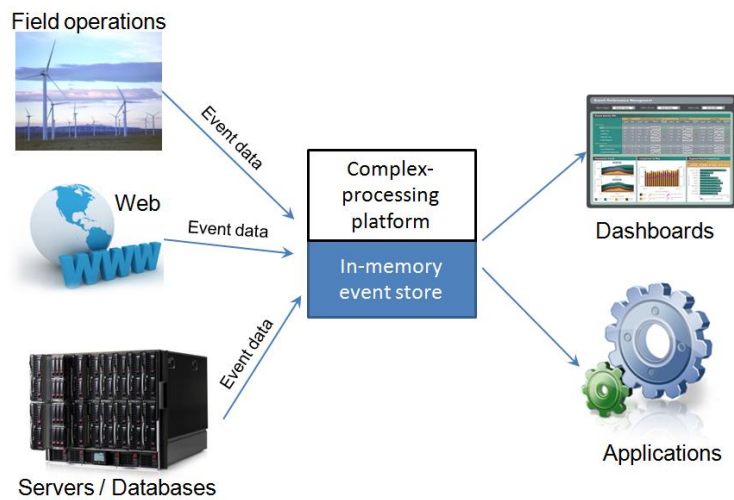 Field operations
Event data
Web
WWW
Event data
Complex-
processing
platform
In-memory
event store
Event data
Servers / Databases
Dashboards
Applications